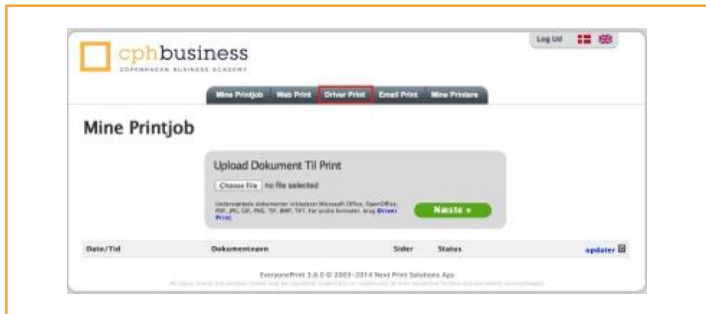 Log Ud
cphbusiness
COPENHAGEN BUSINESS ACADEMY
Mine Printjob Web Print Driver Print Email Print Mine Printere
Mine Printjob
Upload Dokument Til Print
Choose File no file selected
Understøttede dokumenter inkluderer Microsoft Office, OpenOffice,
PDF, JPG, GIF, PNG, TIF, BMP, TXT. For andre formater, brug Driver
Print.
Næste »
Dato/Tid Dokumentnavn Sider Status opdater
EveryonePrint 3.6.0 © 2003-2014 Next Print Solutions Aps